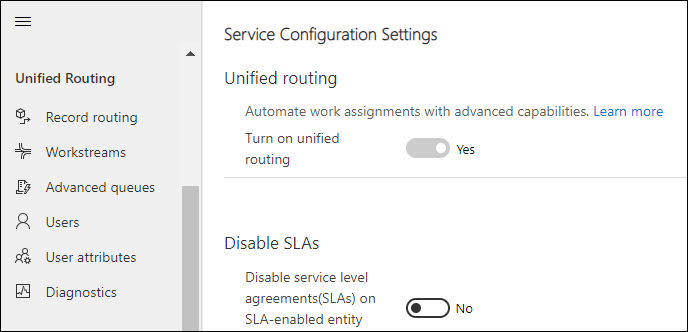 Service Configuration Settings
Unified Routing
Record routing
Workstreams
Advanced queues
Users
User attributes
Diagnostics
Unified routing
Automate work assignments with advanced capabilities. Learn more
Turn on unified
routing
Yes
Disable SLAs
Disable service level
agreements(SLAs) on
SLA-enabled entity
No